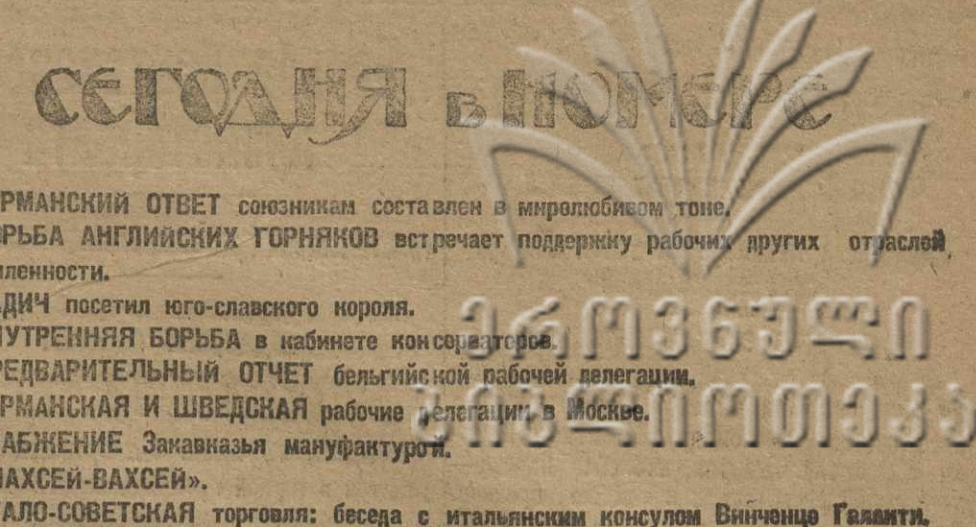 СЕГОДНЯ в НОМЕРЕ
РМАНСКИЙ ОТВЕТ союзникам составлен в миролюбивом тоне.
ОРЬБА АНГЛИЙСКИХ ГОРНЯКОВ встречает поддержку рабочих других отраслей
ленности.
АДИЧ посетил юго-славского короля.
НУТРЕННЯЯ БОРЬБА в кабинете консерваторов.
РЕДВАРИТЕЛЬНЫЙ ОТЧЕТ бельгийской рабочей делегации.
РМАНСКАЯ И ШВЕДСКАЯ рабочие делегации в Москве.
АБЖЕНИЕ Закавказья мануфактурой.
АХСЕЙ-ВАХСЕЙ».
АЛО-СОВЕТСКАЯ торговля: беседа с итальянским консулом Винченцо Галанти.
ეროვნული
ბიბლიოთეკა